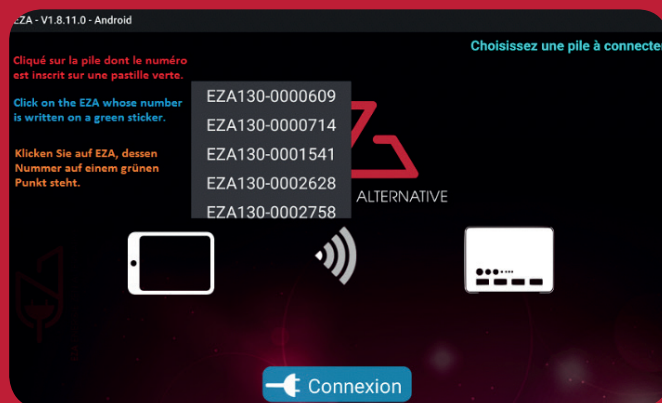 EZA - V1.8.11.0 - Android
Choisissez une pile à connecter
Cliqué sur la pile dont le numéro
est inscrit sur une pastille verte.
Click on the EZA whose number
is written on a green sticker.
Klicken Sie auf EZA, dessen
Nummer auf einem grünen
Punkt steht.
EZA130-0000609
EZA130-0000714
EZA130-0001541
EZA130-0002628
EZA130-0002758
ALTERNATIVE
Connexion